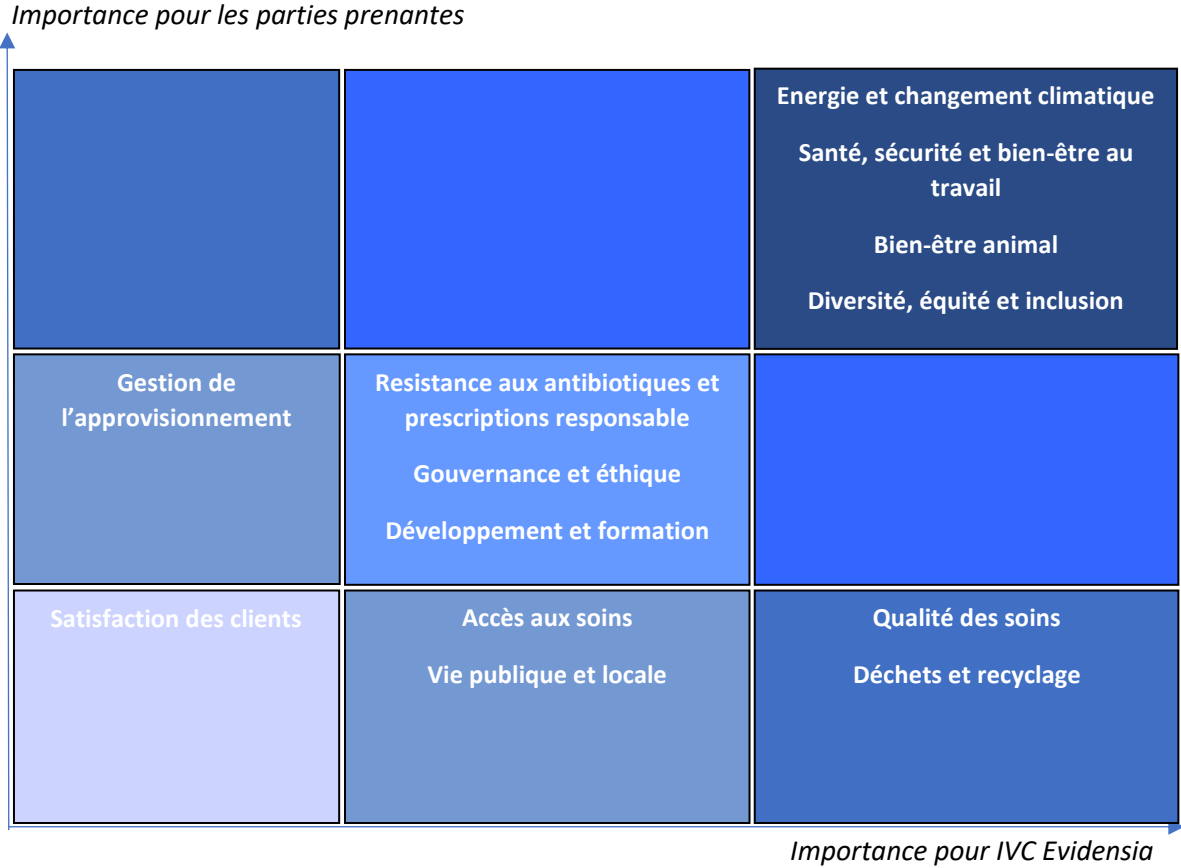 Importance pour les parties prenantes
Energie et changement climatique
Santé, sécurité et bien-être au
travail
Bien-être animal
Diversité, équité et inclusion
Gestion de
l’approvisionnement
Resistance aux antibiotiques et
prescriptions responsable
Gouvernance et éthique
Développement et formation
Satisfaction des clients
Accès aux soins
Vie publique et locale
Qualité des soins
Déchets et recyclage
Importance pour IVC Evidensia